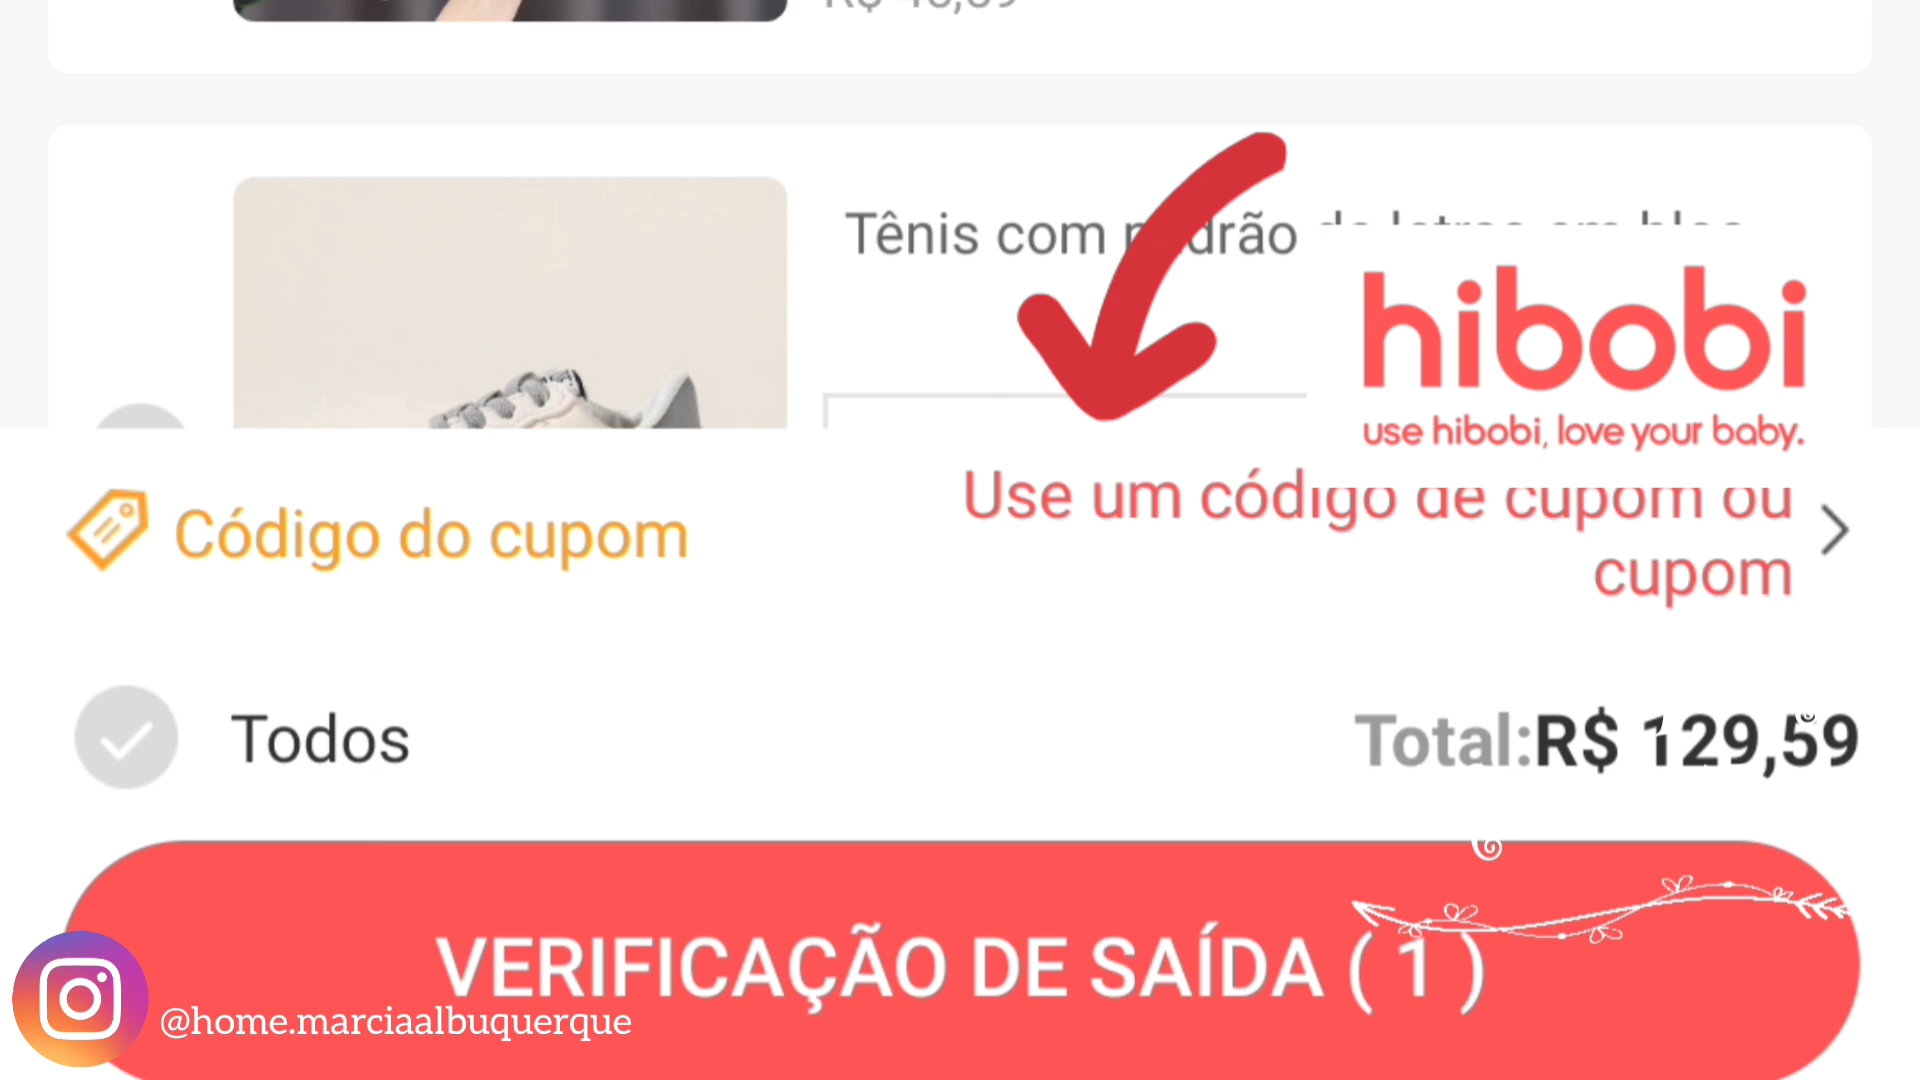 Tênis com
hibobi
use hibobi, love your baby.
Código do cupom
Use um código de cupom ou
cupom
Todos
Total:R$ 129,59
VERIFICAÇÃO DE SAÍDA ( 1 )
@home.marciaalbuquerque